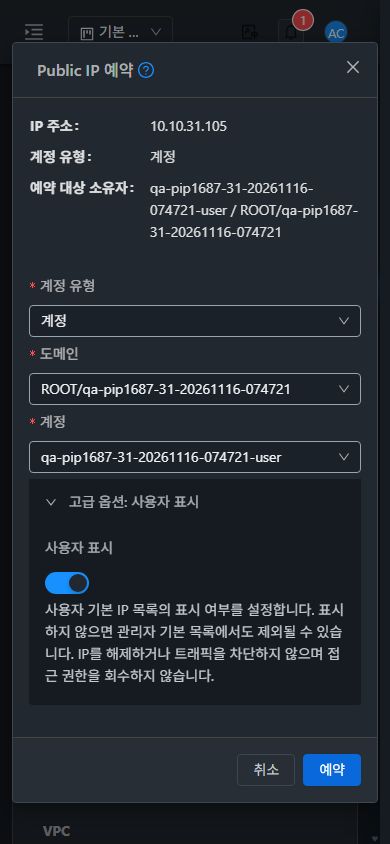 기본 ...
1
AC
Public IP 예약
IP 주소: 10.10.31.105
계정 유형: 계정
예약 대상 소유자: qa-pip1687-31-20261116-
074721-user / ROOT/qa-pip1687-
31-20261116-074721
* 계정 유형
계정
* 도메인
ROOT/qa-pip1687-31-20261116-074721
* 계정
qa-pip1687-31-20261116-074721-user
고급 옵션: 사용자 표시
사용자 표시
사용자 기본 IP 목록의 표시 여부를 설정합니다. 표시
하지 않으면 관리자 기본 목록에서도 제외될 수 있습
니다. IP를 해제하거나 트래픽을 차단하지 않으며 접
근 권한을 회수하지 않습니다.
취소
예약
VPC